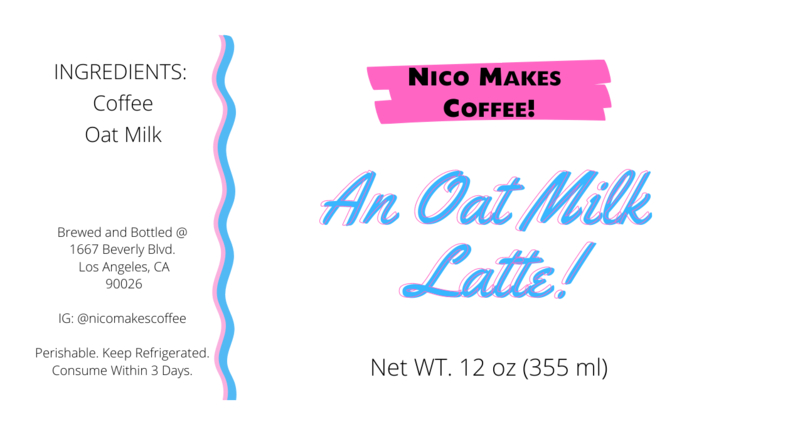 INGREDIENTS:
Coffee
Oat Milk
Brewed and Bottled @
1667 Beverly Blvd.
Los Angeles, CA
90026
IG: @nicomakescoffee
Perishable. Keep Refrigerated.
Consume Within 3 Days.
Nico Makes
Coffee!
An Oat Milk
Latte!
Net WT. 12 oz (355 ml)